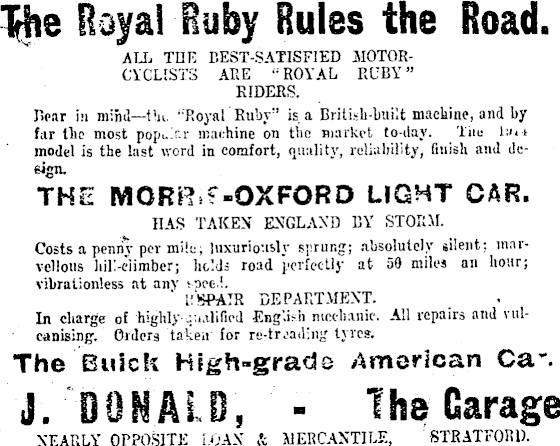 The Royal Ruby Rules the Road.
ALL THE BEST-SATISFIED MOTOR-
CYCLISTS ARE "ROYAL RUBY"
RIDERS.
Bear in mind—the "Royal Ruby" is a British-built machine, and by
far the most popular machine on the market to-day. The 1914
model is the last word in comfort, quality, reliability, finish and de-
sign.
THE MORRIS-OXFORD LIGHT CAR.
HAS TAKEN ENGLAND BY STORM.
Costs a penny per mile; luxuriously sprung; absolutely silent; mar-
vellous hill-climber; holds road perfectly at 50 miles an hour;
vibrationless at any speed.
REPAIR DEPARTMENT.
In charge of highly-qualified English mechanic. All repairs and vul-
canising. Orders taken for re-treading tyres.
The Buick High-grade American Car.
J. DONALD, - The Garage
NEARLY OPPOSITE LOAN & MERCANTILE, STRATFORD.